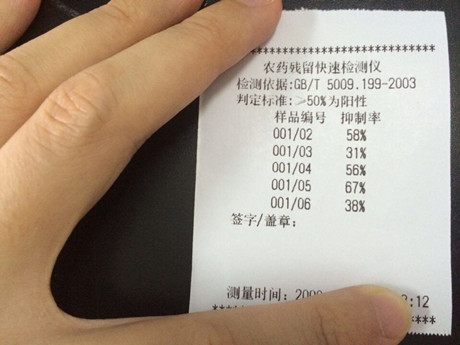 ************************************
农药残留快速检测仪
检测依据:GB/T 5009.199-2003
判定标准:≥50%为阳性
样品编号 抑制率
001/02 58%
001/03 31%
001/04 56%
001/05 67%
001/06 38%
签字/盖章:
测量时间: 200 :12